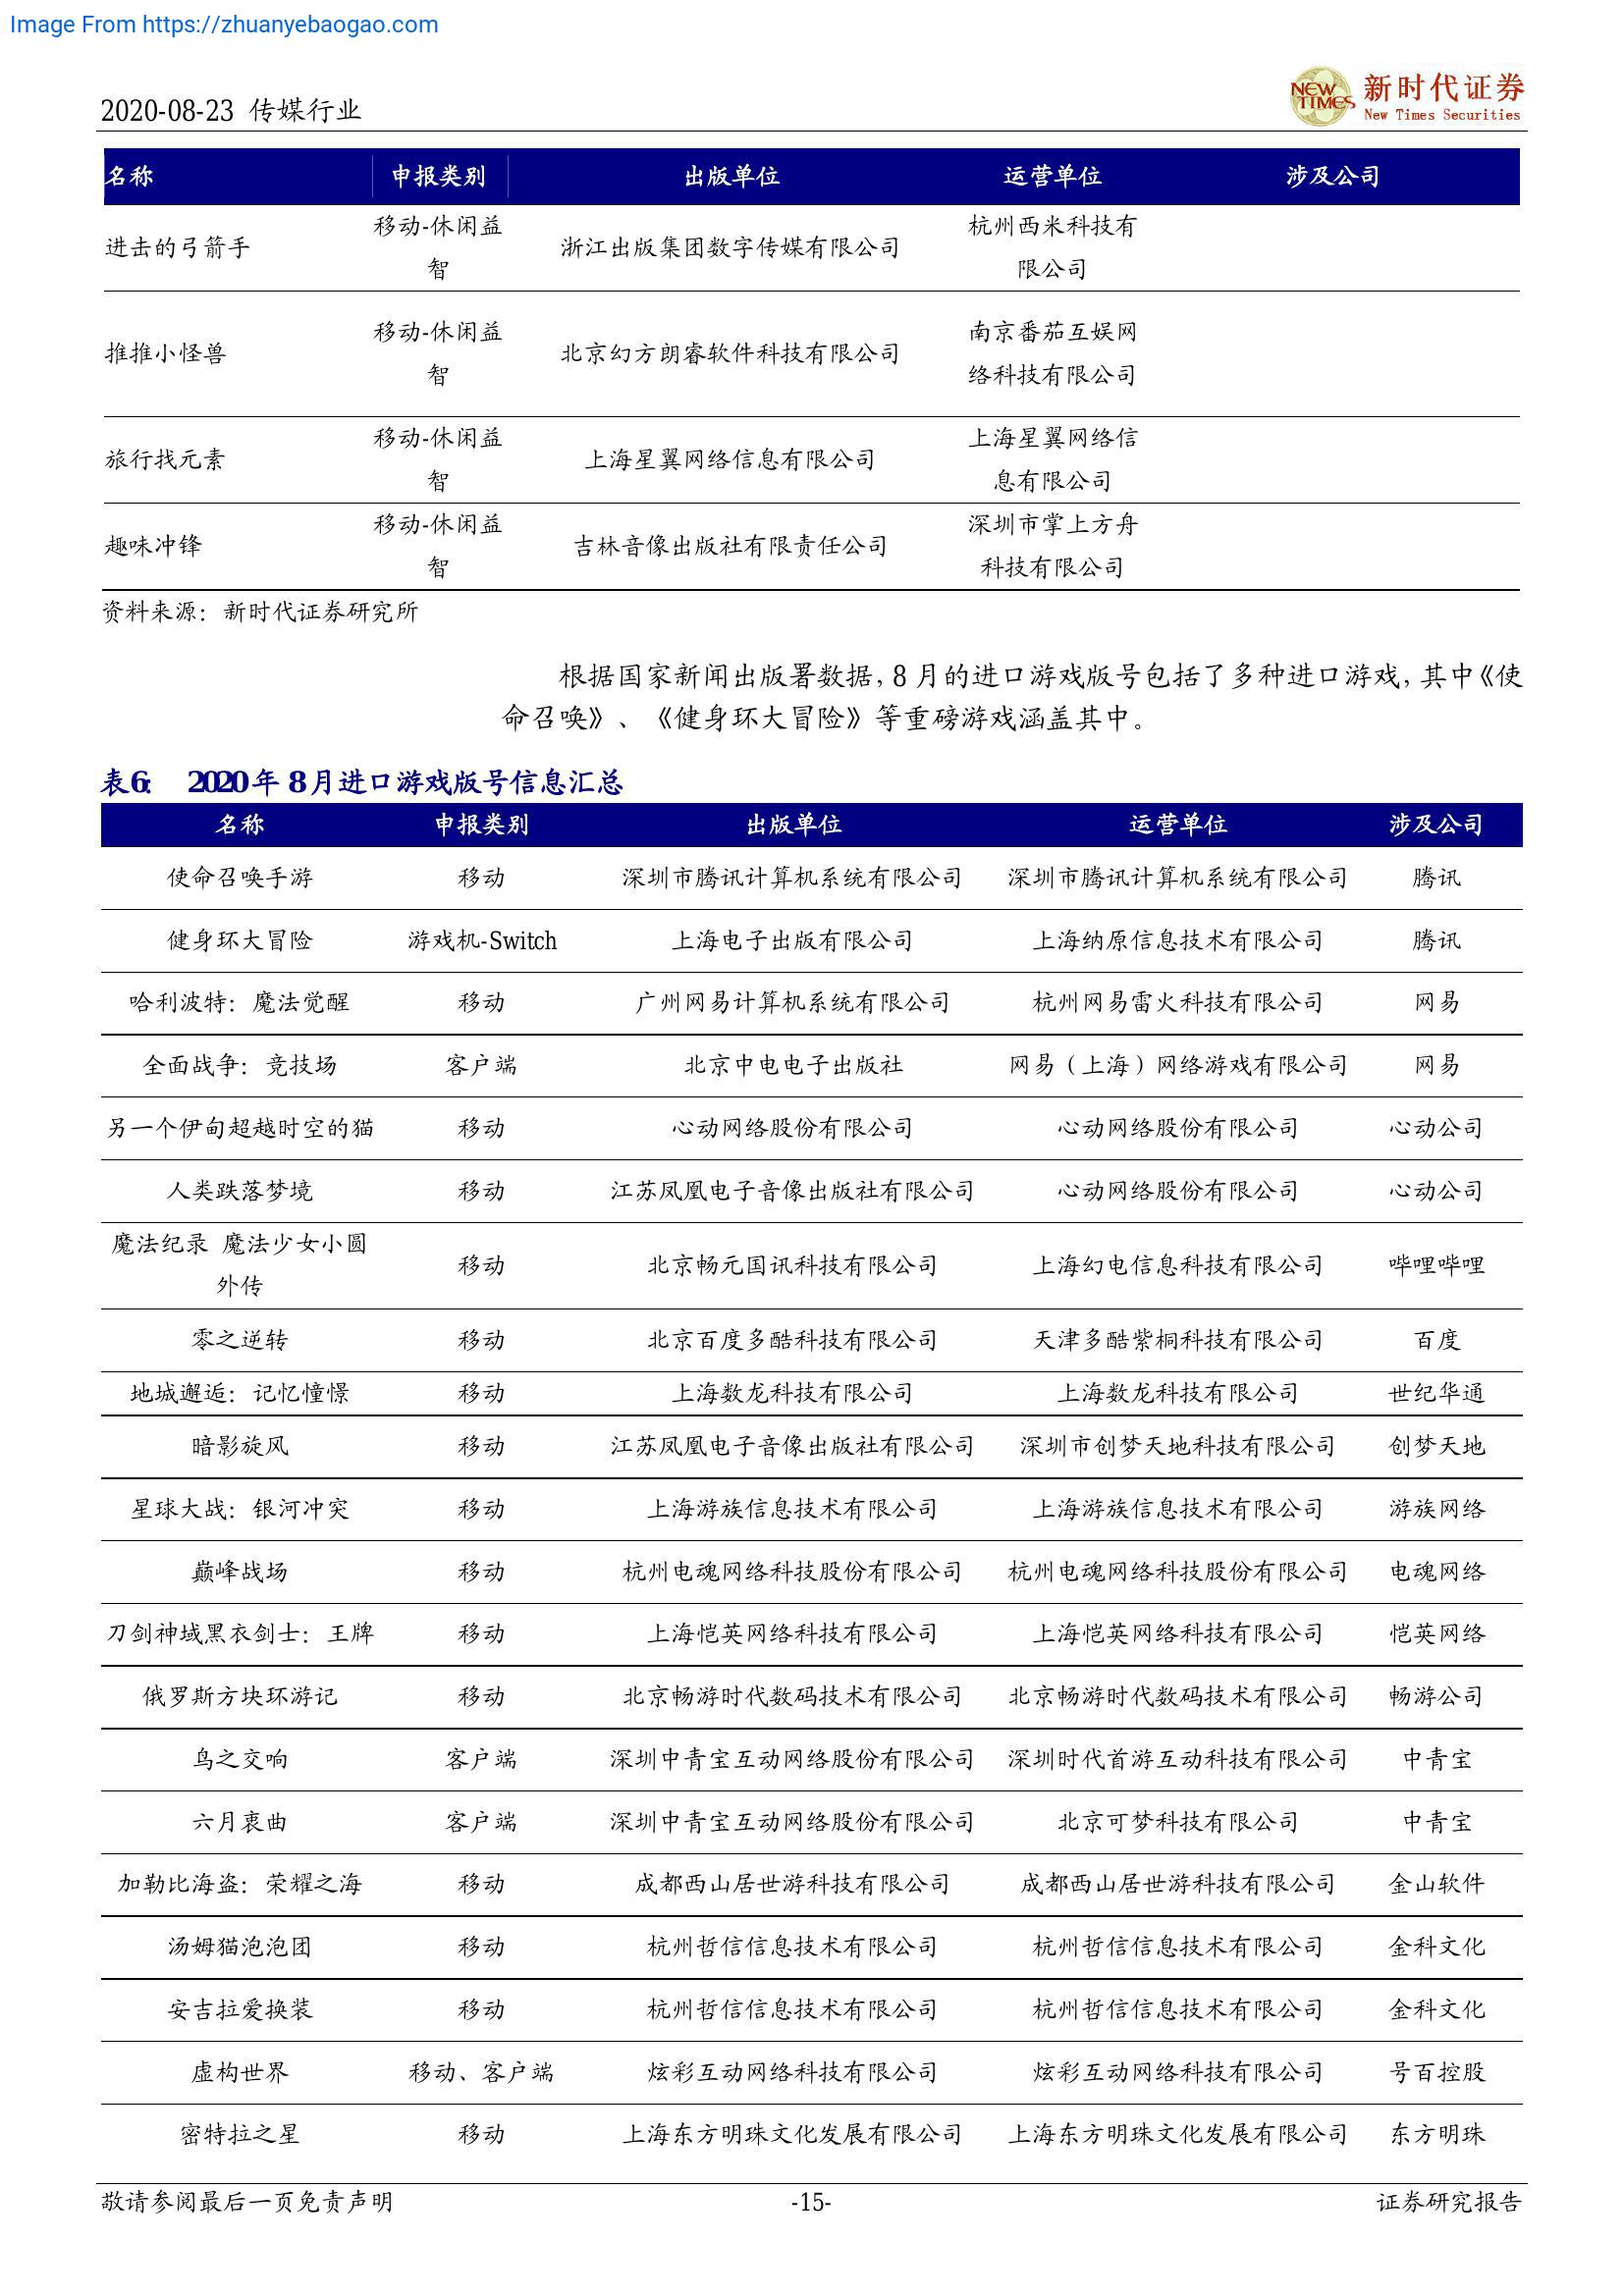 Image From https://zhuanyebaogao.com
2020-08-23 传媒行业
NEW TIMES 新时代证券
New Times Securities
名称 申报类别 出版单位 运营单位 涉及公司
进击的弓箭手 移动-休闲益智 浙江出版集团数字传媒有限公司 杭州西米科技有限公司
推推小怪兽 移动-休闲益智 北京幻方朗睿软件科技有限公司 南京番茄互娱网络科技有限公司
旅行找元素 移动-休闲益智 上海星翼网络信息有限公司 上海星翼网络信息有限公司
趣味冲锋 移动-休闲益智 吉林音像出版社有限责任公司 深圳市掌上方舟科技有限公司
资料来源：新时代证券研究所
根据国家新闻出版署数据，8 月的进口游戏版号包括了多种进口游戏，其中《使
命召唤》、《健身环大冒险》等重磅游戏涵盖其中。
表6： 2020 年 8 月进口游戏版号信息汇总
名称 申报类别 出版单位 运营单位 涉及公司
使命召唤手游 移动 深圳市腾讯计算机系统有限公司 深圳市腾讯计算机系统有限公司 腾讯
健身环大冒险 游戏机-Switch 上海电子出版有限公司 上海纳原信息技术有限公司 腾讯
哈利波特：魔法觉醒 移动 广州网易计算机系统有限公司 杭州网易雷火科技有限公司 网易
全面战争：竞技场 客户端 北京中电电子出版社 网易（上海）网络游戏有限公司 网易
另一个伊甸超越时空的猫 移动 心动网络股份有限公司 心动网络股份有限公司 心动公司
人类跌落梦境 移动 江苏凤凰电子音像出版社有限公司 心动网络股份有限公司 心动公司
魔法纪录 魔法少女小圆外传 移动 北京畅元国讯科技有限公司 上海幻电信息科技有限公司 哔哩哔哩
零之逆转 移动 北京百度多酷科技有限公司 天津多酷紫桐科技有限公司 百度
地城邂逅：记忆憧憬 移动 上海数龙科技有限公司 上海数龙科技有限公司 世纪华通
暗影旋风 移动 江苏凤凰电子音像出版社有限公司 深圳市创梦天地科技有限公司 创梦天地
星球大战：银河冲突 移动 上海游族信息技术有限公司 上海游族信息技术有限公司 游族网络
巅峰战场 移动 杭州电魂网络科技股份有限公司 杭州电魂网络科技股份有限公司 电魂网络
刀剑神域黑衣剑士：王牌 移动 上海恺英网络科技有限公司 上海恺英网络科技有限公司 恺英网络
俄罗斯方块环游记 移动 北京畅游时代数码技术有限公司 北京畅游时代数码技术有限公司 畅游公司
鸟之交响 客户端 深圳中青宝互动网络股份有限公司 深圳时代首游互动科技有限公司 中青宝
六月衷曲 客户端 深圳中青宝互动网络股份有限公司 北京可梦科技有限公司 中青宝
加勒比海盗：荣耀之海 移动 成都西山居世游科技有限公司 成都西山居世游科技有限公司 金山软件
汤姆猫泡泡团 移动 杭州哲信信息技术有限公司 杭州哲信信息技术有限公司 金科文化
安吉拉爱换装 移动 杭州哲信信息技术有限公司 杭州哲信信息技术有限公司 金科文化
虚构世界 移动、客户端 炫彩互动网络科技有限公司 炫彩互动网络科技有限公司 号百控股
密特拉之星 移动 上海东方明珠文化发展有限公司 上海东方明珠文化发展有限公司 东方明珠
敬请参阅最后一页免责声明 -15- 证券研究报告